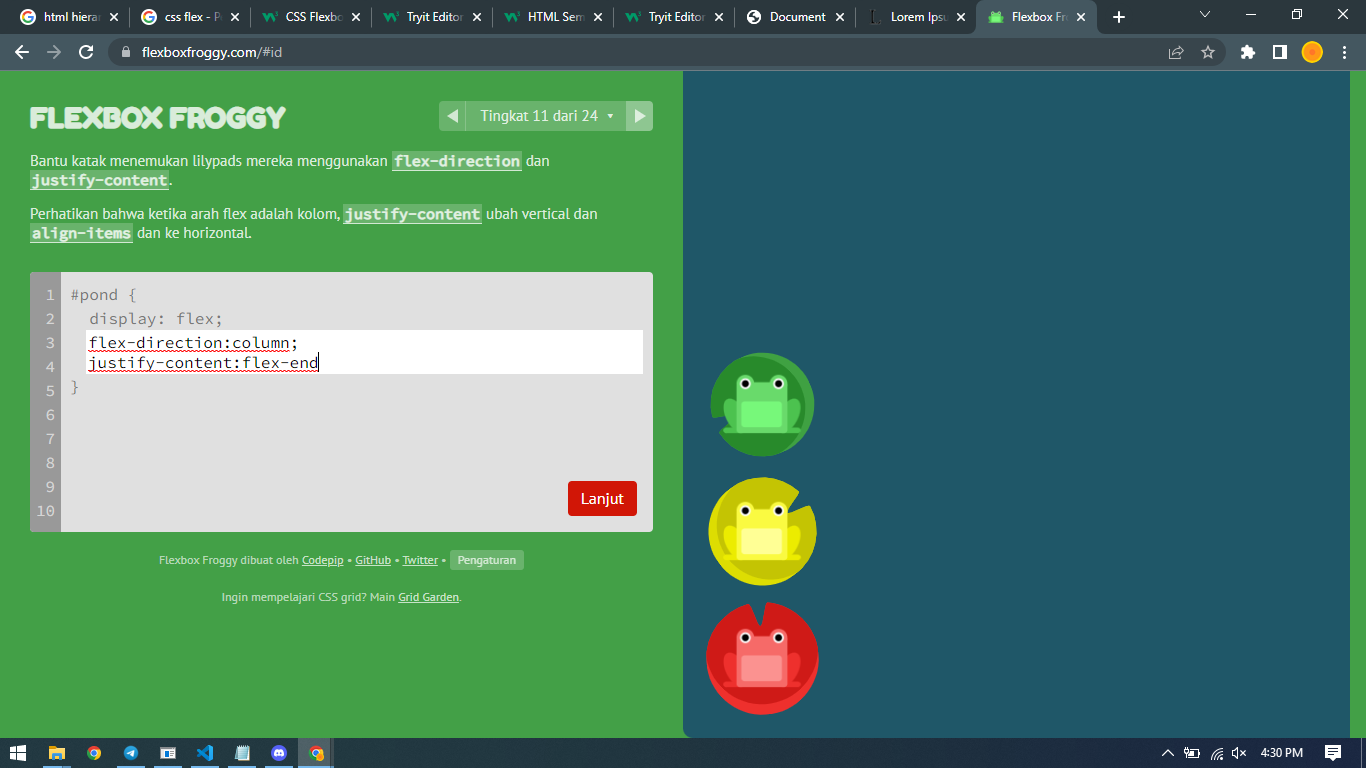 html hierar
css flex - P
CSS Flexbo
Tryit Editor
HTML Sem
Tryit Editor
Document
Lorem Ipsu
Flexbox Fr
flexboxfroggy.com/#id
FLEXBOX FROGGY
Tingkat 11 dari 24
Bantu katak menemukan lilypads mereka menggunakan flex-direction dan
justify-content.
Perhatikan bahwa ketika arah flex adalah kolom, justify-content ubah vertical dan
align-items dan ke horizontal.
1 #pond {
2 display: flex;
3 flex-direction:column;
4 justify-content:flex-end
5 }
6
7
8
9
10
Lanjut
Flexbox Froggy dibuat oleh Codepip • GitHub • Twitter • Pengaturan
Ingin mempelajari CSS grid? Main Grid Garden.
4:30 PM